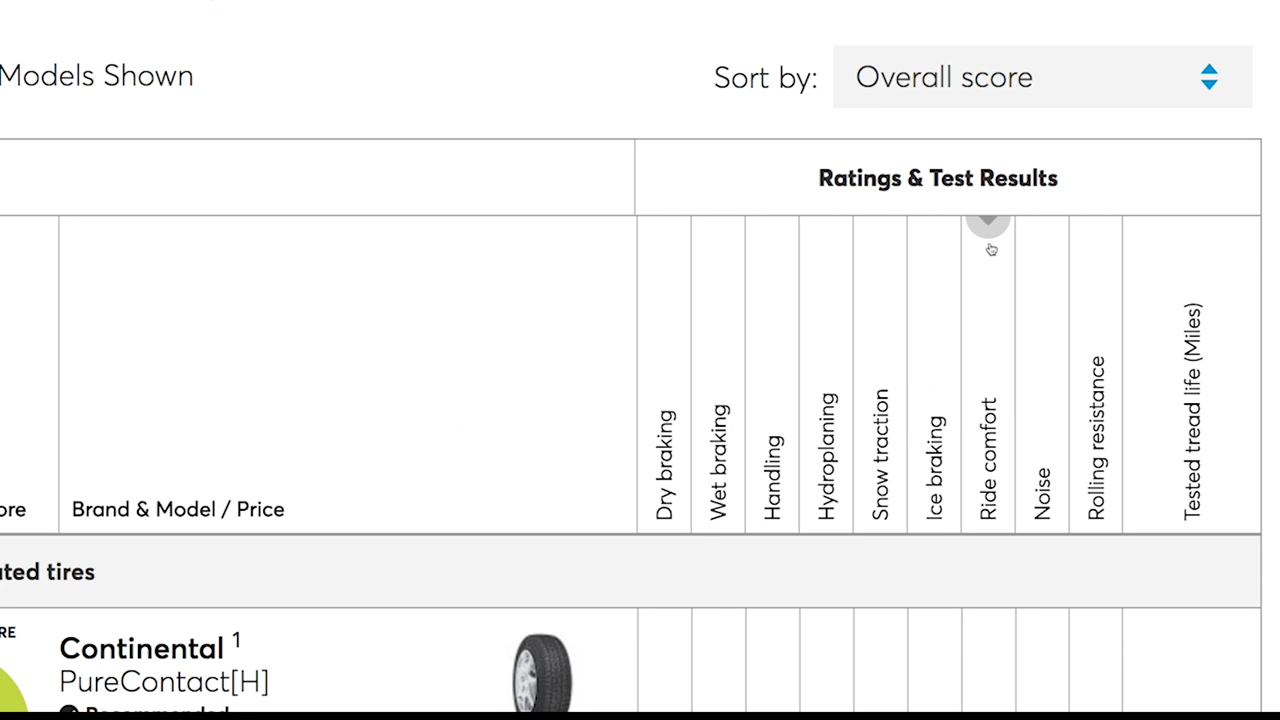 Models Shown
Sort by: Overall score
Ratings & Test Results
Dry braking
Wet braking
Handling
Hydroplaning
Snow traction
Ice braking
Ride comfort
Noise
Rolling resistance
Tested tread life (Miles)
ore
Brand & Model / Price
ated tires
RE
Continental 1
PureContact[H]
Recommended